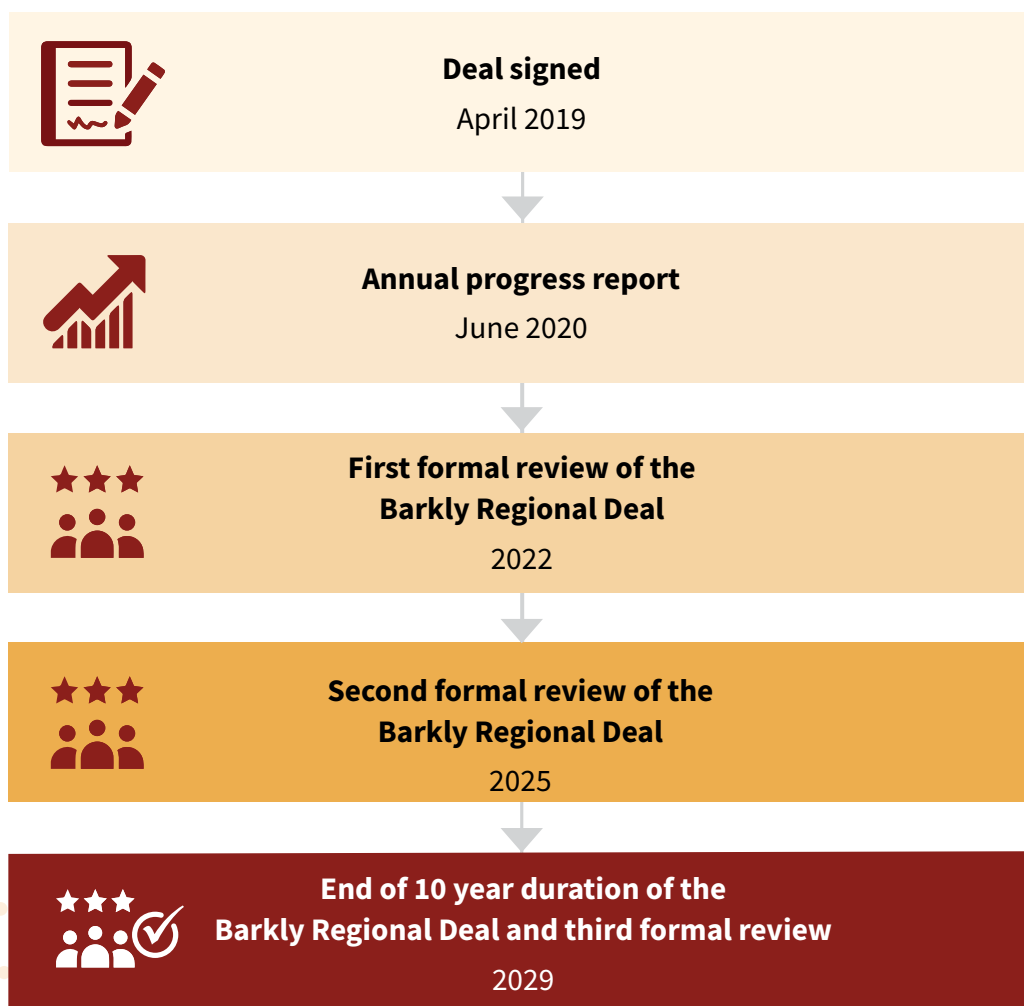 Deal signed
April 2019
Annual progress report
June 2020
First formal review of the
Barkly Regional Deal
2022
Second formal review of the
Barkly Regional Deal
2025
End of 10 year duration of the
Barkly Regional Deal and third formal review
2029